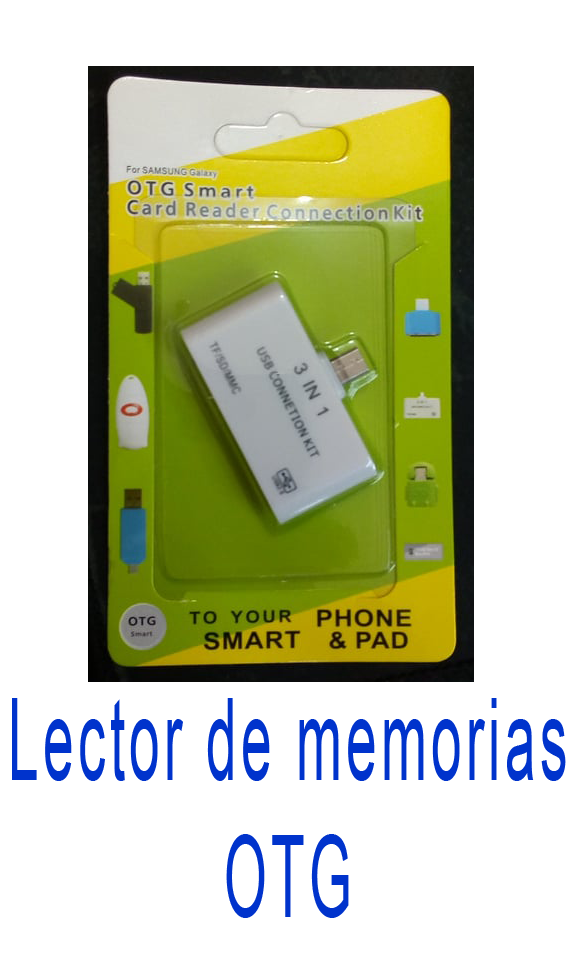 For SAMSUNG Galaxy
OTG Smart
Card Reader Connection Kit
3 IN 1
USB CONNETION KIT
TF/SD/MMC
OTG
Smart
TO YOUR PHONE
SMART & PAD
Lector de memorias
OTG